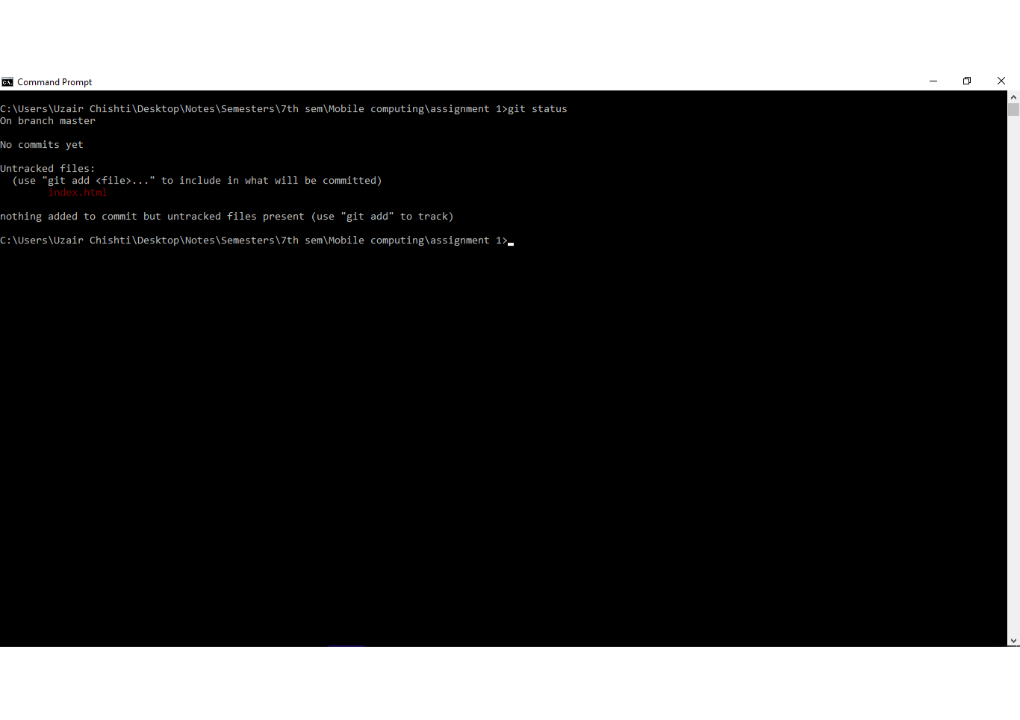 Command Prompt
C:\Users\Uzair Chishti\Desktop\Notes\Semesters\7th sem\Mobile computing\assignment 1>git status
On branch master
No commits yet
Untracked files:
(use "git add <file>..." to include in what will be committed)
index.html
nothing added to commit but untracked files present (use "git add" to track)
C:\Users\Uzair Chishti\Desktop\Notes\Semesters\7th sem\Mobile computing\assignment 1>